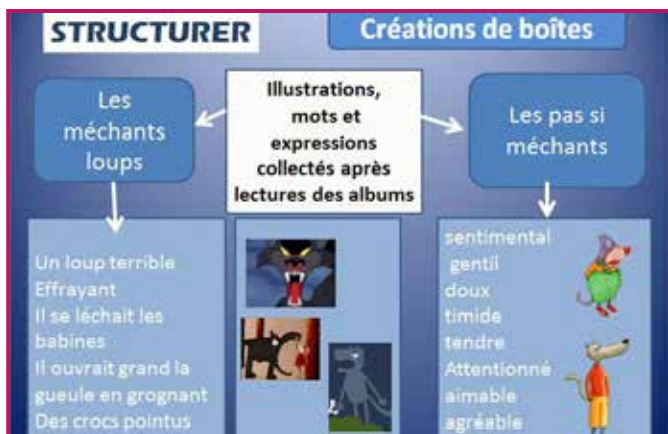 STRUCTURER
Créations de boîtes
Les
méchants
loups
Illustrations,
mots et
expressions
collectés après
lectures des albums
Les pas si
méchants
Un loup terrible
Effrayant
Il se léchait les
babines
Il ouvrait grand la
gueule en grognant
Des crocs pointus
sentimental
gentil
doux
timide
tendre
Attentionné
aimable
agréable